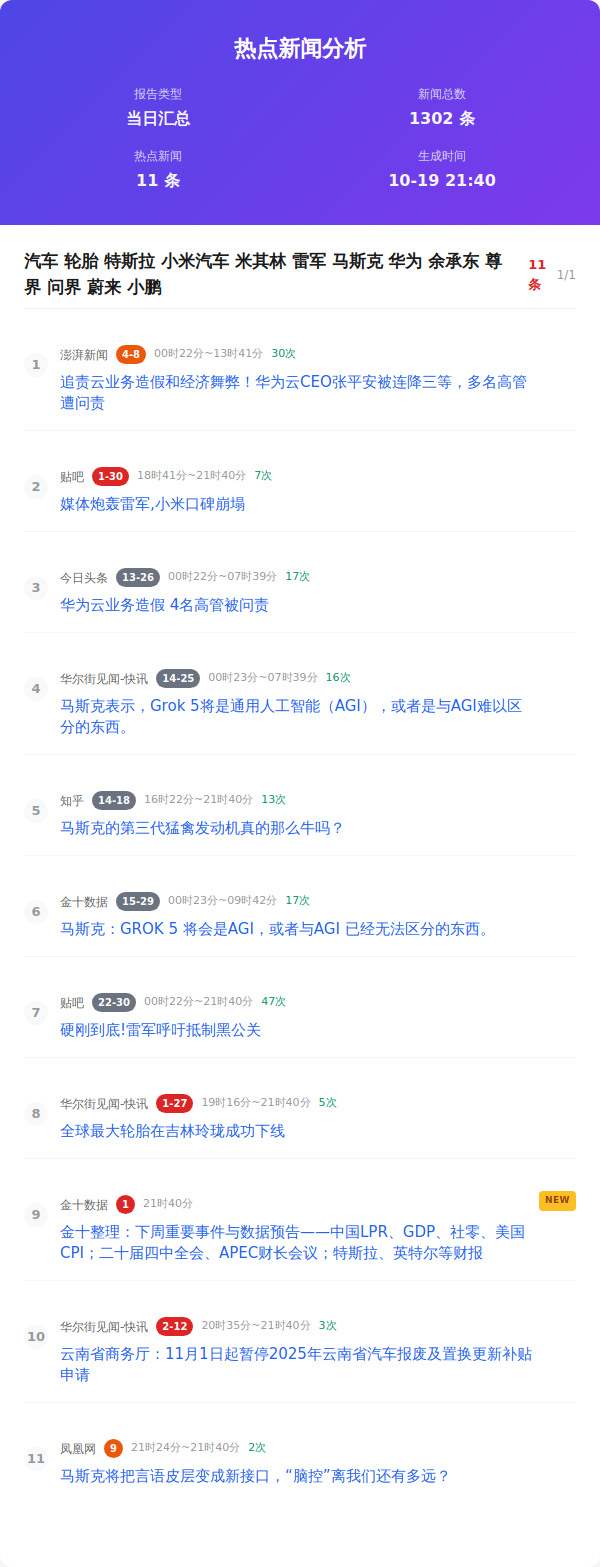 热点新闻分析
报告类型
当日汇总
新闻总数
1302 条
热点新闻
11 条
生成时间
10-19 21:40
汽车 轮胎 特斯拉 小米汽车 米其林 雷军 马斯克 华为 余承东 尊
界 问界 蔚来 小鹏
11
条
1/1
1
澎湃新闻 4-8 00时22分~13时41分 30次
追责云业务造假和经济舞弊！华为云CEO张平安被连降三等，多名高管
遭问责
2
贴吧 1-30 18时41分~21时40分 7次
媒体炮轰雷军,小米口碑崩塌
3
今日头条 13-26 00时22分~07时39分 17次
华为云业务造假 4名高管被问责
4
华尔街见闻-快讯 14-25 00时23分~07时39分 16次
马斯克表示，Grok 5将是通用人工智能（AGI），或者是与AGI难以区
分的东西。
5
知乎 14-18 16时22分~21时40分 13次
马斯克的第三代猛禽发动机真的那么牛吗？
6
金十数据 15-29 00时23分~09时42分 17次
马斯克：GROK 5 将会是AGI，或者与AGI 已经无法区分的东西。
7
贴吧 22-30 00时22分~21时40分 47次
硬刚到底!雷军呼吁抵制黑公关
8
华尔街见闻-快讯 1-27 19时16分~21时40分 5次
全球最大轮胎在吉林玲珑成功下线
9
金十数据 1 21时40分
NEW
金十整理：下周重要事件与数据预告——中国LPR、GDP、社零、美国
CPI；二十届四中全会、APEC财长会议；特斯拉、英特尔等财报
10
华尔街见闻-快讯 2-12 20时35分~21时40分 3次
云南省商务厅：11月1日起暂停2025年云南省汽车报废及置换更新补贴
申请
11
凤凰网 9 21时24分~21时40分 2次
马斯克将把言语皮层变成新接口，“脑控”离我们还有多远？